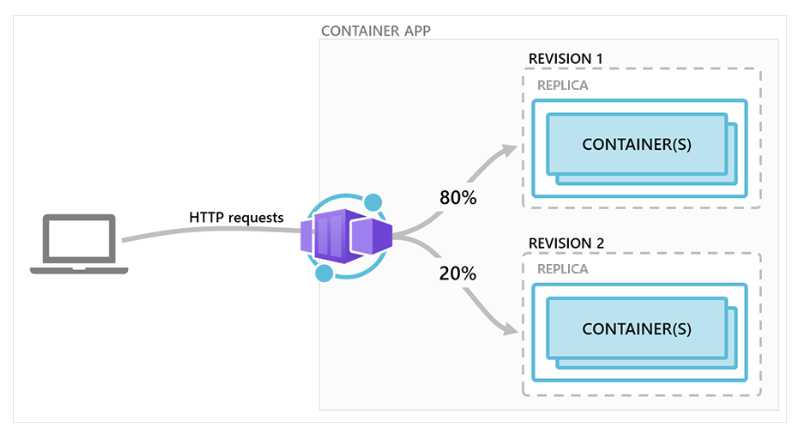 CONTAINER APP
REVISION 1
REPLICA
CONTAINER(S)
80%
HTTP requests
REVISION 2
20%
REPLICA
CONTAINER(S)